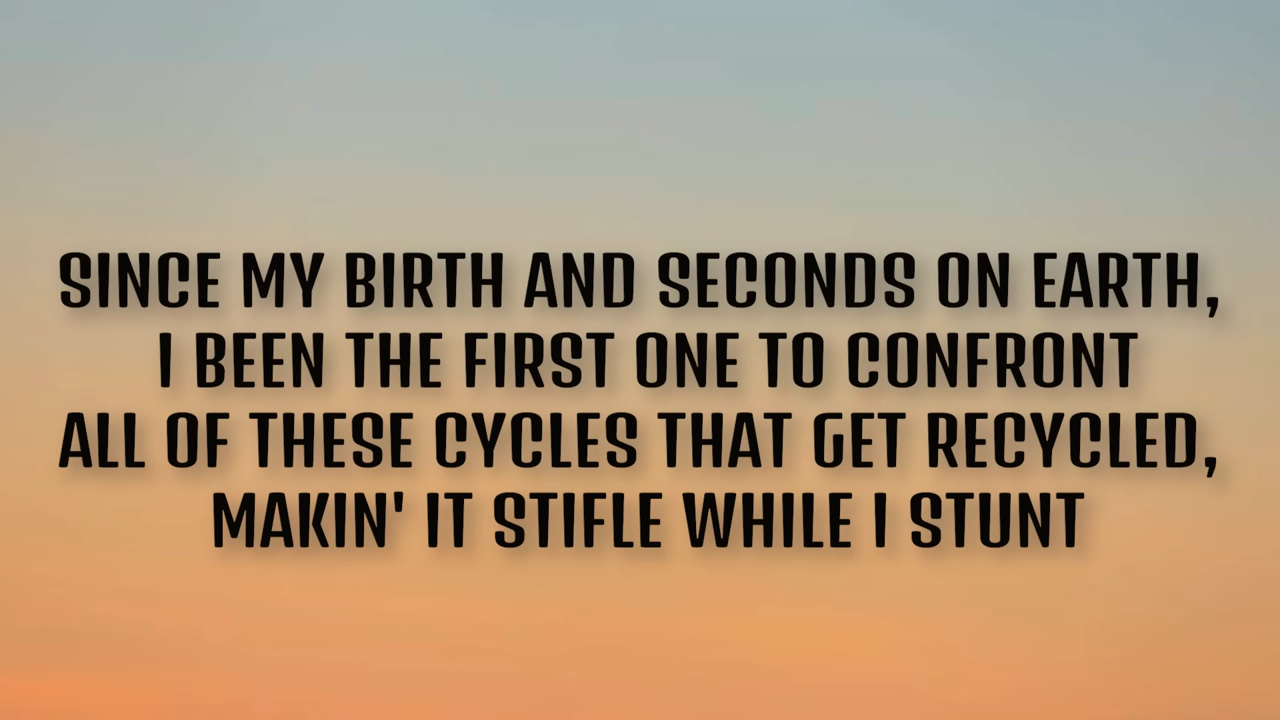 SINCE MY BIRTH AND SECONDS ON EARTH,
I BEEN THE FIRST ONE TO CONFRONT
ALL OF THESE CYCLES THAT GET RECYCLED,
MAKIN' IT STIFLE WHILE I STUNT